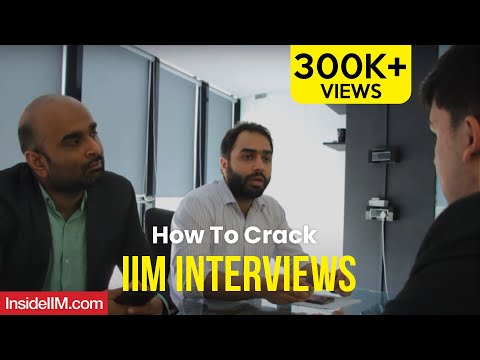 300K+
VIEWS
How To Crack
IIM INTERVIEWS
InsideIIM.com